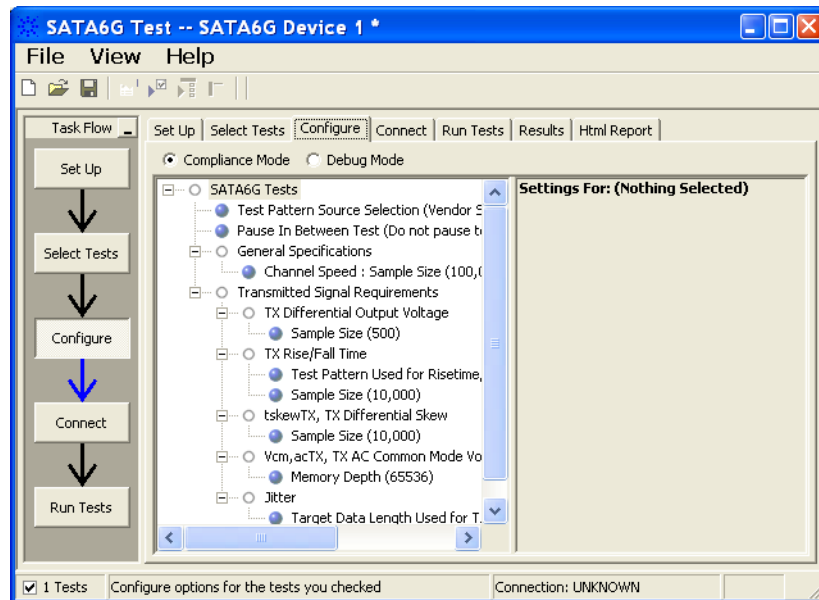 SATA6G Test -- SATA6G Device 1 *
File View Help
Task Flow
Set Up
Select Tests
Configure
Connect
Run Tests
Set Up Select Tests Configure Connect Run Tests Results Html Report
Compliance Mode Debug Mode
SATA6G Tests
Test Pattern Source Selection (Vendor S
Pause In Between Test (Do not pause t
General Specifications
Channel Speed : Sample Size (100,0
Transmitted Signal Requirements
TX Differential Output Voltage
Sample Size (500)
TX Rise/Fall Time
Test Pattern Used for Risetime,
Sample Size (10,000)
tskewTX, TX Differential Skew
Sample Size (10,000)
Vcm,acTX, TX AC Common Mode Vo
Memory Depth (65536)
Jitter
Target Data Length Used for T.
Settings For: (Nothing Selected)
1 Tests Configure options for the tests you checked Connection: UNKNOWN